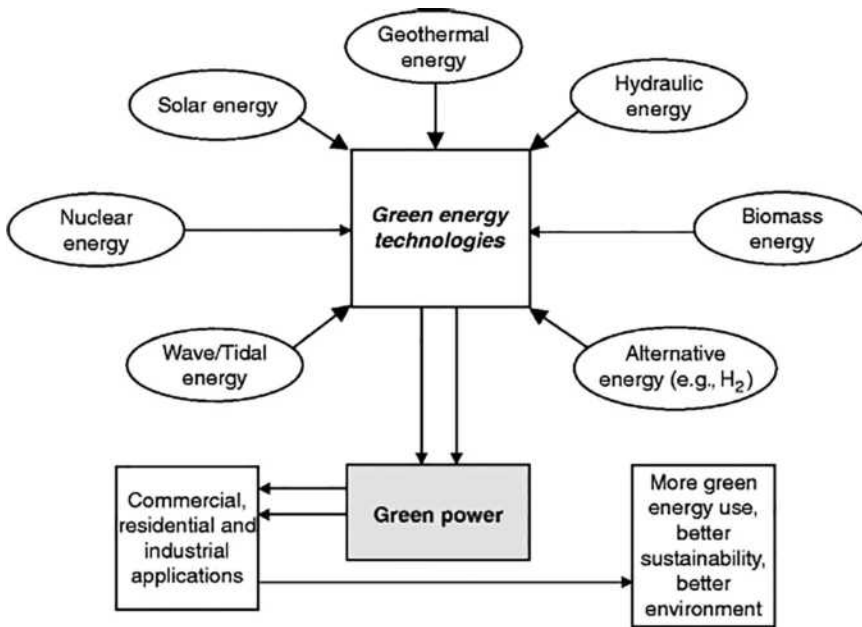 Geothermal
energy
Solar energy
Hydraulic
energy
Nuclear
energy
Green energy
technologies
Biomass
energy
Wave/Tidal
energy
Alternative
energy (e.g., H₂)
Commercial,
residential and
industrial
applications
Green power
More green
energy use,
better
sustainability,
better
environment